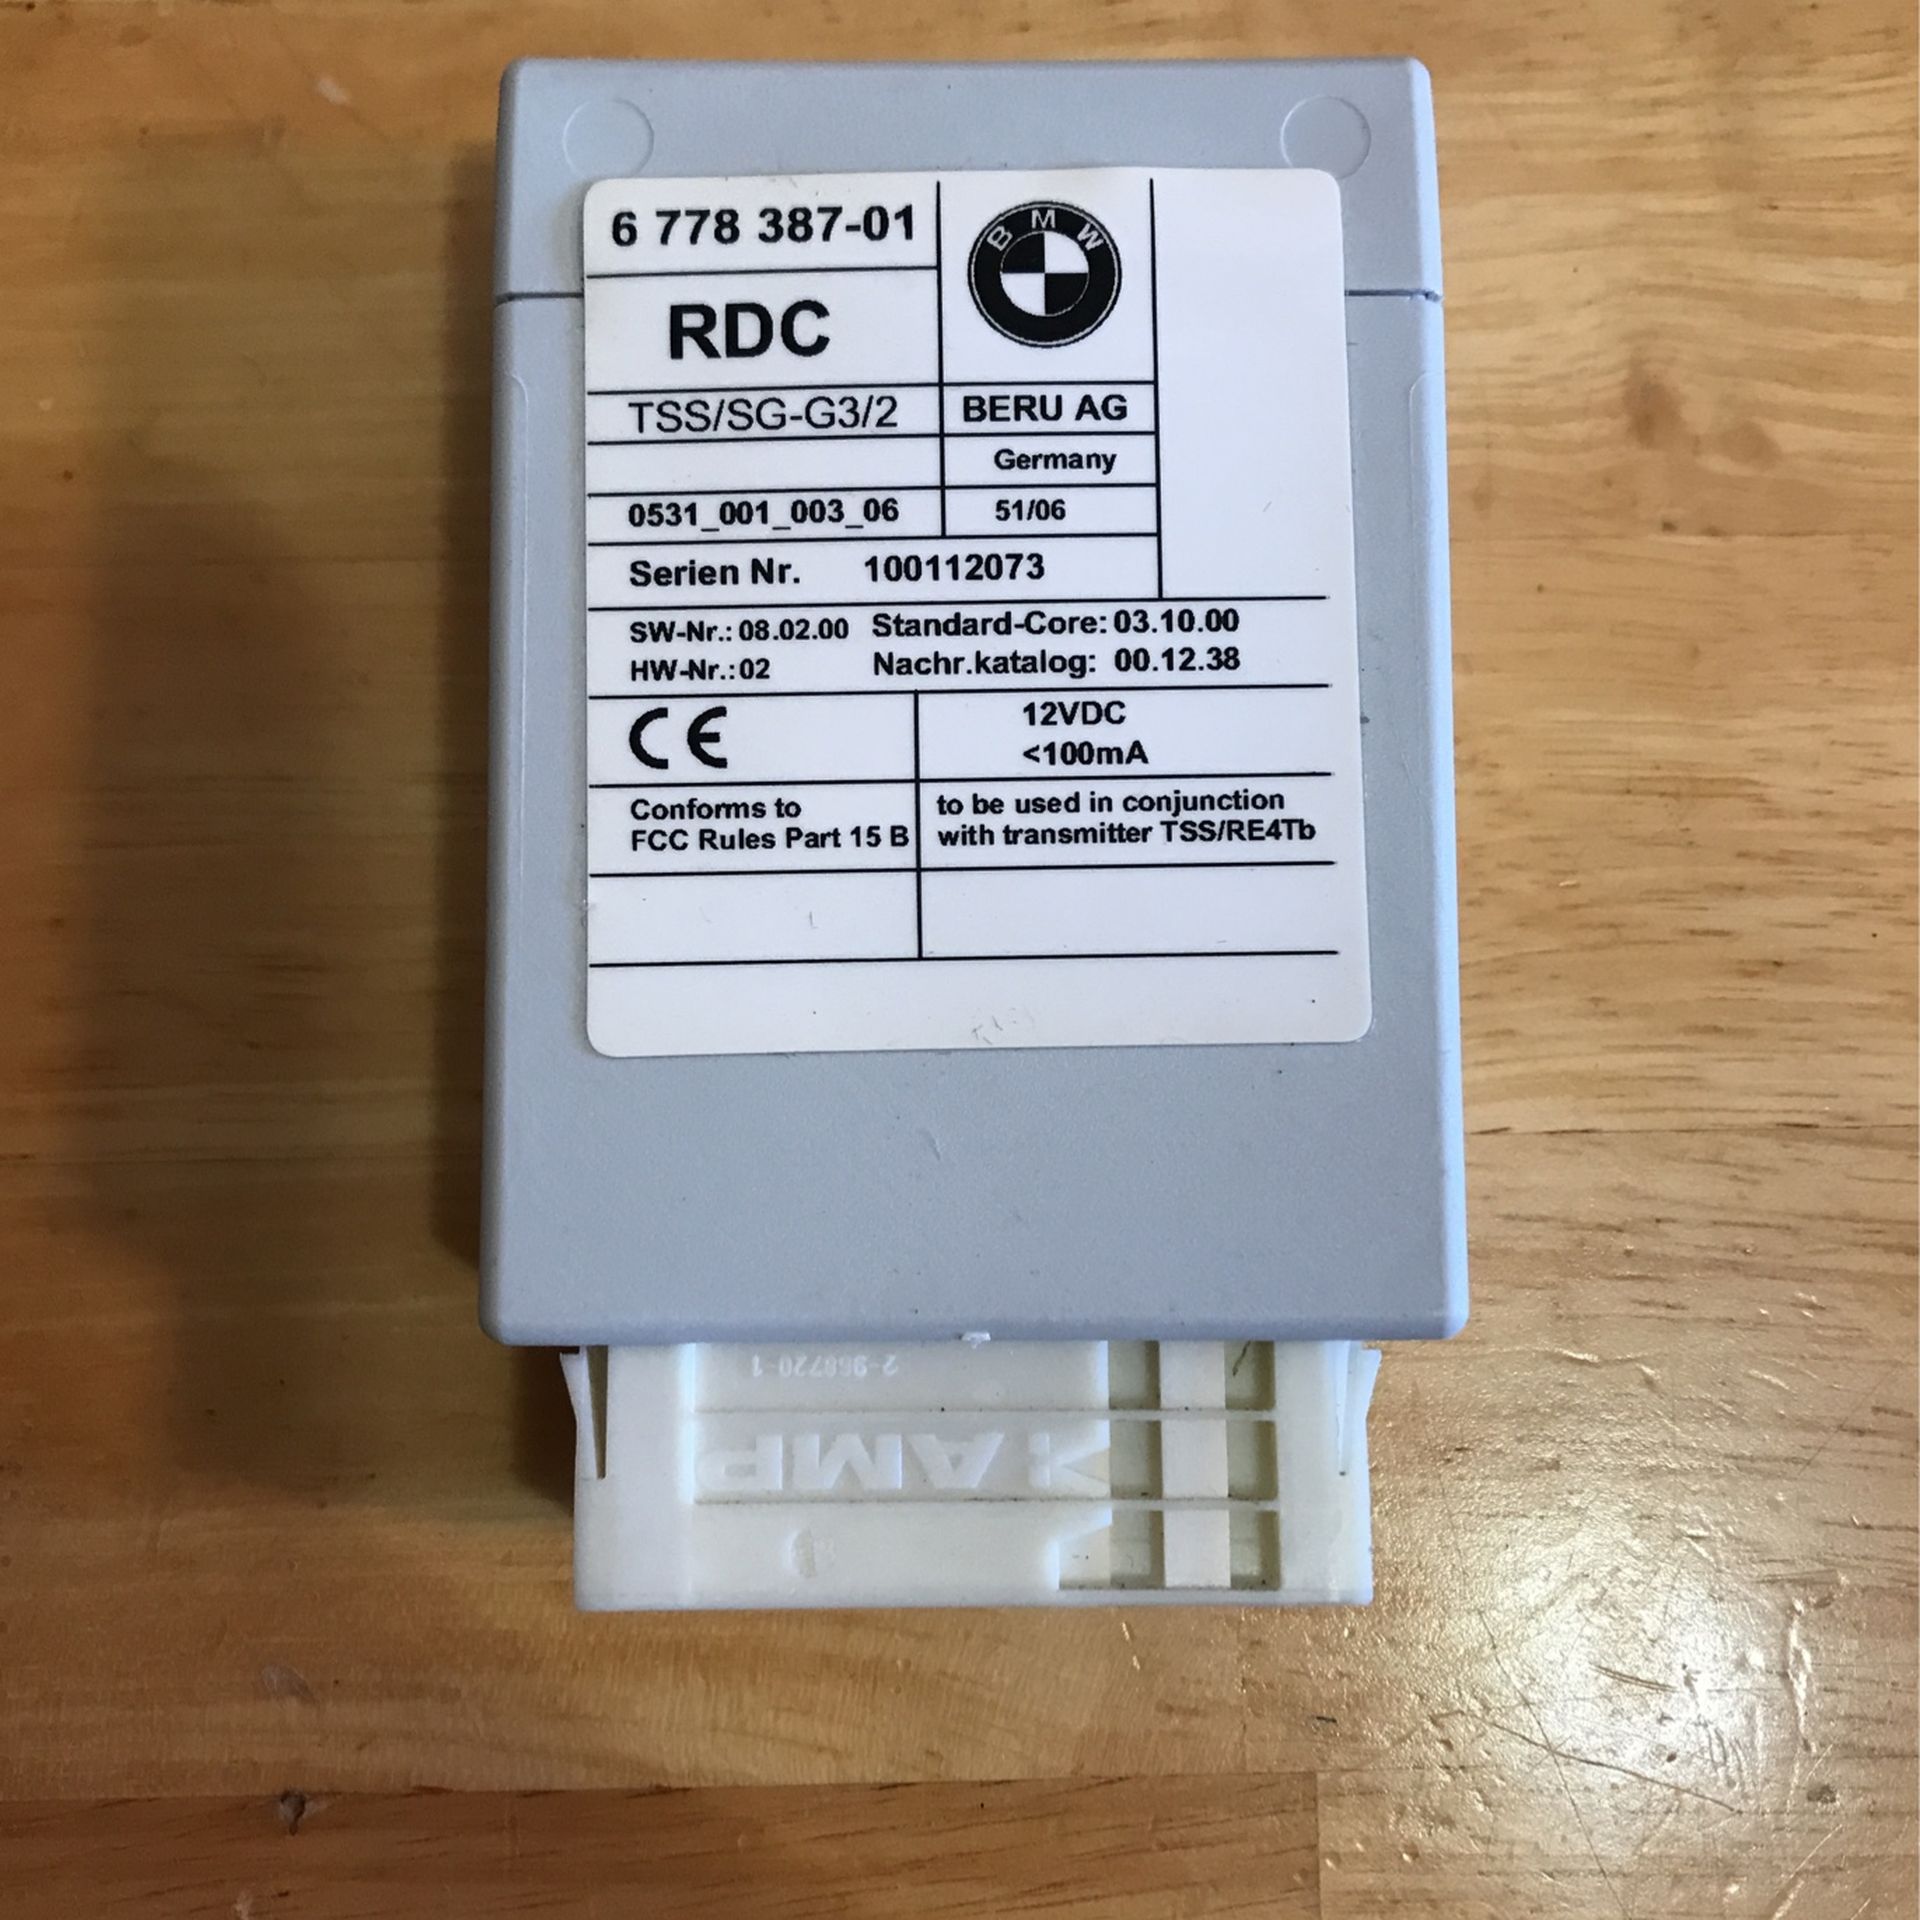 6 778 387-01
BMW
RDC
TSS/SG-G3/2
BERU AG
Germany
0531_001_003_06
51/06
Serien Nr. 100112073
SW-Nr.: 08.02.00 Standard-Core: 03.10.00
HW-Nr.: 02 Nachr.katalog: 00.12.38
CE
12VDC
<100mA
Conforms to
FCC Rules Part 15 B
to be used in conjunction
with transmitter TSS/RE4Tb
2-968720-1
AMP